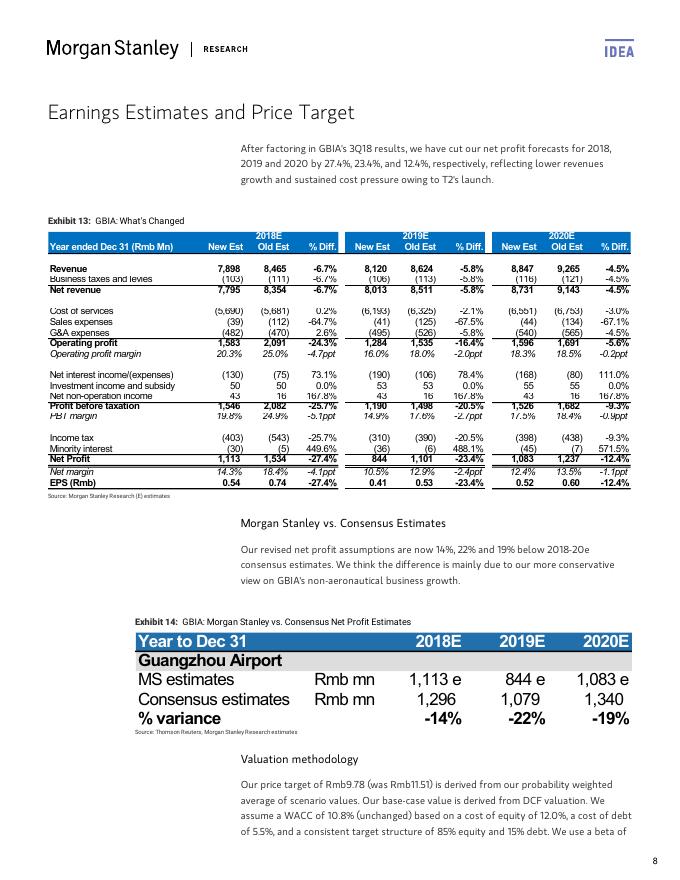 Morgan Stanley | RESEARCH
IDEA
Earnings Estimates and Price Target
After factoring in GBIA's 3Q18 results, we have cut our net profit forecasts for 2018,
2019 and 2020 by 27.4%, 23.4%, and 12.4%, respectively, reflecting lower revenues
growth and sustained cost pressure owing to T2's launch.
Exhibit 13: GBIA: What's Changed
2018E 2019E 2020E
Year ended Dec 31 (Rmb Mn) New Est Old Est % Diff. New Est Old Est % Diff. New Est Old Est % Diff.
Revenue 7,898 8,465 -6.7% 8,120 8,624 -5.8% 8,847 9,265 -4.5%
Business taxes and levies (103) (111) -6.7% (106) (113) -5.8% (116) (121) -4.5%
Net revenue 7,795 8,354 -6.7% 8,013 8,511 -5.8% 8,731 9,143 -4.5%
Cost of services (5,690) (5,681) 0.2% (6,193) (6,325) -2.1% (6,551) (6,753) -3.0%
Sales expenses (39) (112) -64.7% (41) (125) -67.5% (44) (134) -67.1%
G&A expenses (482) (470) 2.6% (495) (526) -5.8% (540) (565) -4.5%
Operating profit 1,583 2,091 -24.3% 1,284 1,535 -16.4% 1,596 1,691 -5.6%
Operating profit margin 20.3% 25.0% -4.7ppt 16.0% 18.0% -2.0ppt 18.3% 18.5% -0.2ppt
Net interest income/(expenses) (130) (75) 73.1% (190) (106) 78.4% (168) (80) 111.0%
Investment income and subsidy 50 50 0.0% 53 53 0.0% 55 55 0.0%
Net non-operation income 43 16 167.8% 43 16 167.8% 43 16 167.8%
Profit before taxation 1,546 2,082 -25.7% 1,190 1,498 -20.5% 1,526 1,682 -9.3%
PBT margin 19.8% 24.9% -5.1ppt 14.9% 17.6% -2.7ppt 17.5% 18.4% -0.9ppt
Income tax (403) (543) -25.7% (310) (390) -20.5% (398) (438) -9.3%
Minority interest (30) (5) 449.6% (36) (6) 488.1% (45) (7) 571.5%
Net Profit 1,113 1,534 -27.4% 844 1,101 -23.4% 1,083 1,237 -12.4%
Net margin 14.3% 18.4% -4.1ppt 10.5% 12.9% -2.4ppt 12.4% 13.5% -1.1ppt
EPS (Rmb) 0.54 0.74 -27.4% 0.41 0.53 -23.4% 0.52 0.60 -12.4%
Source: Morgan Stanley Research (E) estimates
Morgan Stanley vs. Consensus Estimates
Our revised net profit assumptions are now 14%, 22% and 19% below 2018-20e
consensus estimates. We think the difference is mainly due to our more conservative
view on GBIA's non-aeronautical business growth.
Exhibit 14: GBIA: Morgan Stanley vs. Consensus Net Profit Estimates
Year to Dec 31 2018E 2019E 2020E
Guangzhou Airport
MS estimates Rmb mn 1,113 e 844 e 1,083 e
Consensus estimates Rmb mn 1,296 1,079 1,340
% variance -14% -22% -19%
Source: Thomson Reuters, Morgan Stanley Research estimates
Valuation methodology
Our price target of Rmb9.78 (was Rmb11.51) is derived from our probability weighted
average of scenario values. Our base-case value is derived from DCF valuation. We
assume a WACC of 10.8% (unchanged) based on a cost of equity of 12.0%, a cost of debt
of 5.5%, and a consistent target structure of 85% equity and 15% debt. We use a beta of
8